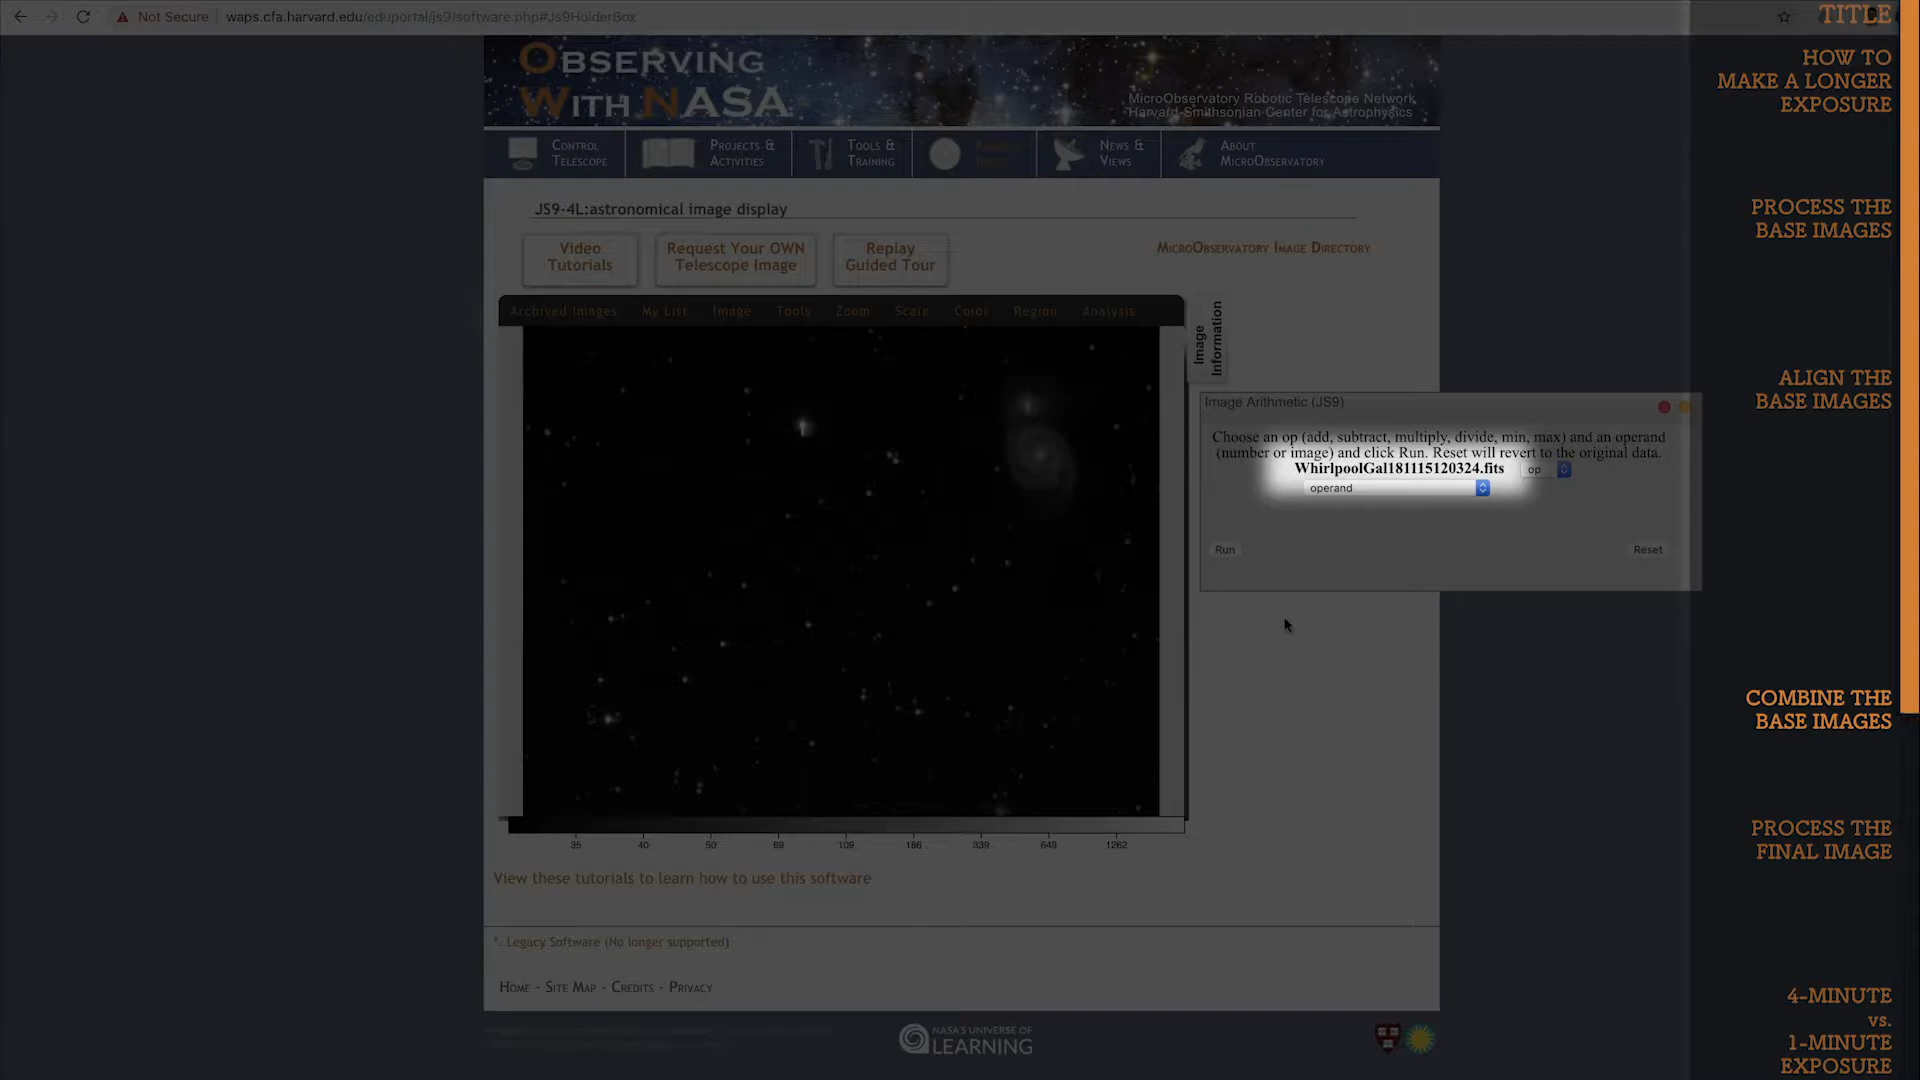 Not Secure
waps.cfa.harvard.edu/eduportal/js9/software.php#Js9HolderBox
OBSERVING
WITH NASA
MicroObservatory Robotic Telescope Network
Harvard-Smithsonian Center for Astrophysics
CONTROL
TELESCOPE
PROJECTS &
ACTIVITIES
TOOLS &
TRAINING
NEWS &
VIEWS
ABOUT
MICROOBSERVATORY
JS9-4L:astronomical image display
Video
Tutorials
Request Your OWN
Telescope Image
Replay
Guided Tour
MICROOBSERVATORY IMAGE DIRECTORY
Archived Images My List Image Tools Zoom Scale Color Region Analysis
Image
Information
Image Arithmetic (JS9)
Choose an op (add, subtract, multiply, divide, min, max) and an operand
(number or image) and click Run. Reset will revert to the original data.
WhirlpoolGal181115120324.fits op
operand
Run Reset
35 40 50 69 109 186 339 649 1262
View these tutorials to learn how to use this software
*. Legacy Software (No longer supported)
HOME - SITE MAP - CREDITS - PRIVACY
NASA'S UNIVERSE OF
LEARNING
TITLE
HOW TO
MAKE A LONGER
EXPOSURE
PROCESS THE
BASE IMAGES
ALIGN THE
BASE IMAGES
COMBINE THE
BASE IMAGES
PROCESS THE
FINAL IMAGE
4-MINUTE
VS.
1-MINUTE
EXPOSURE